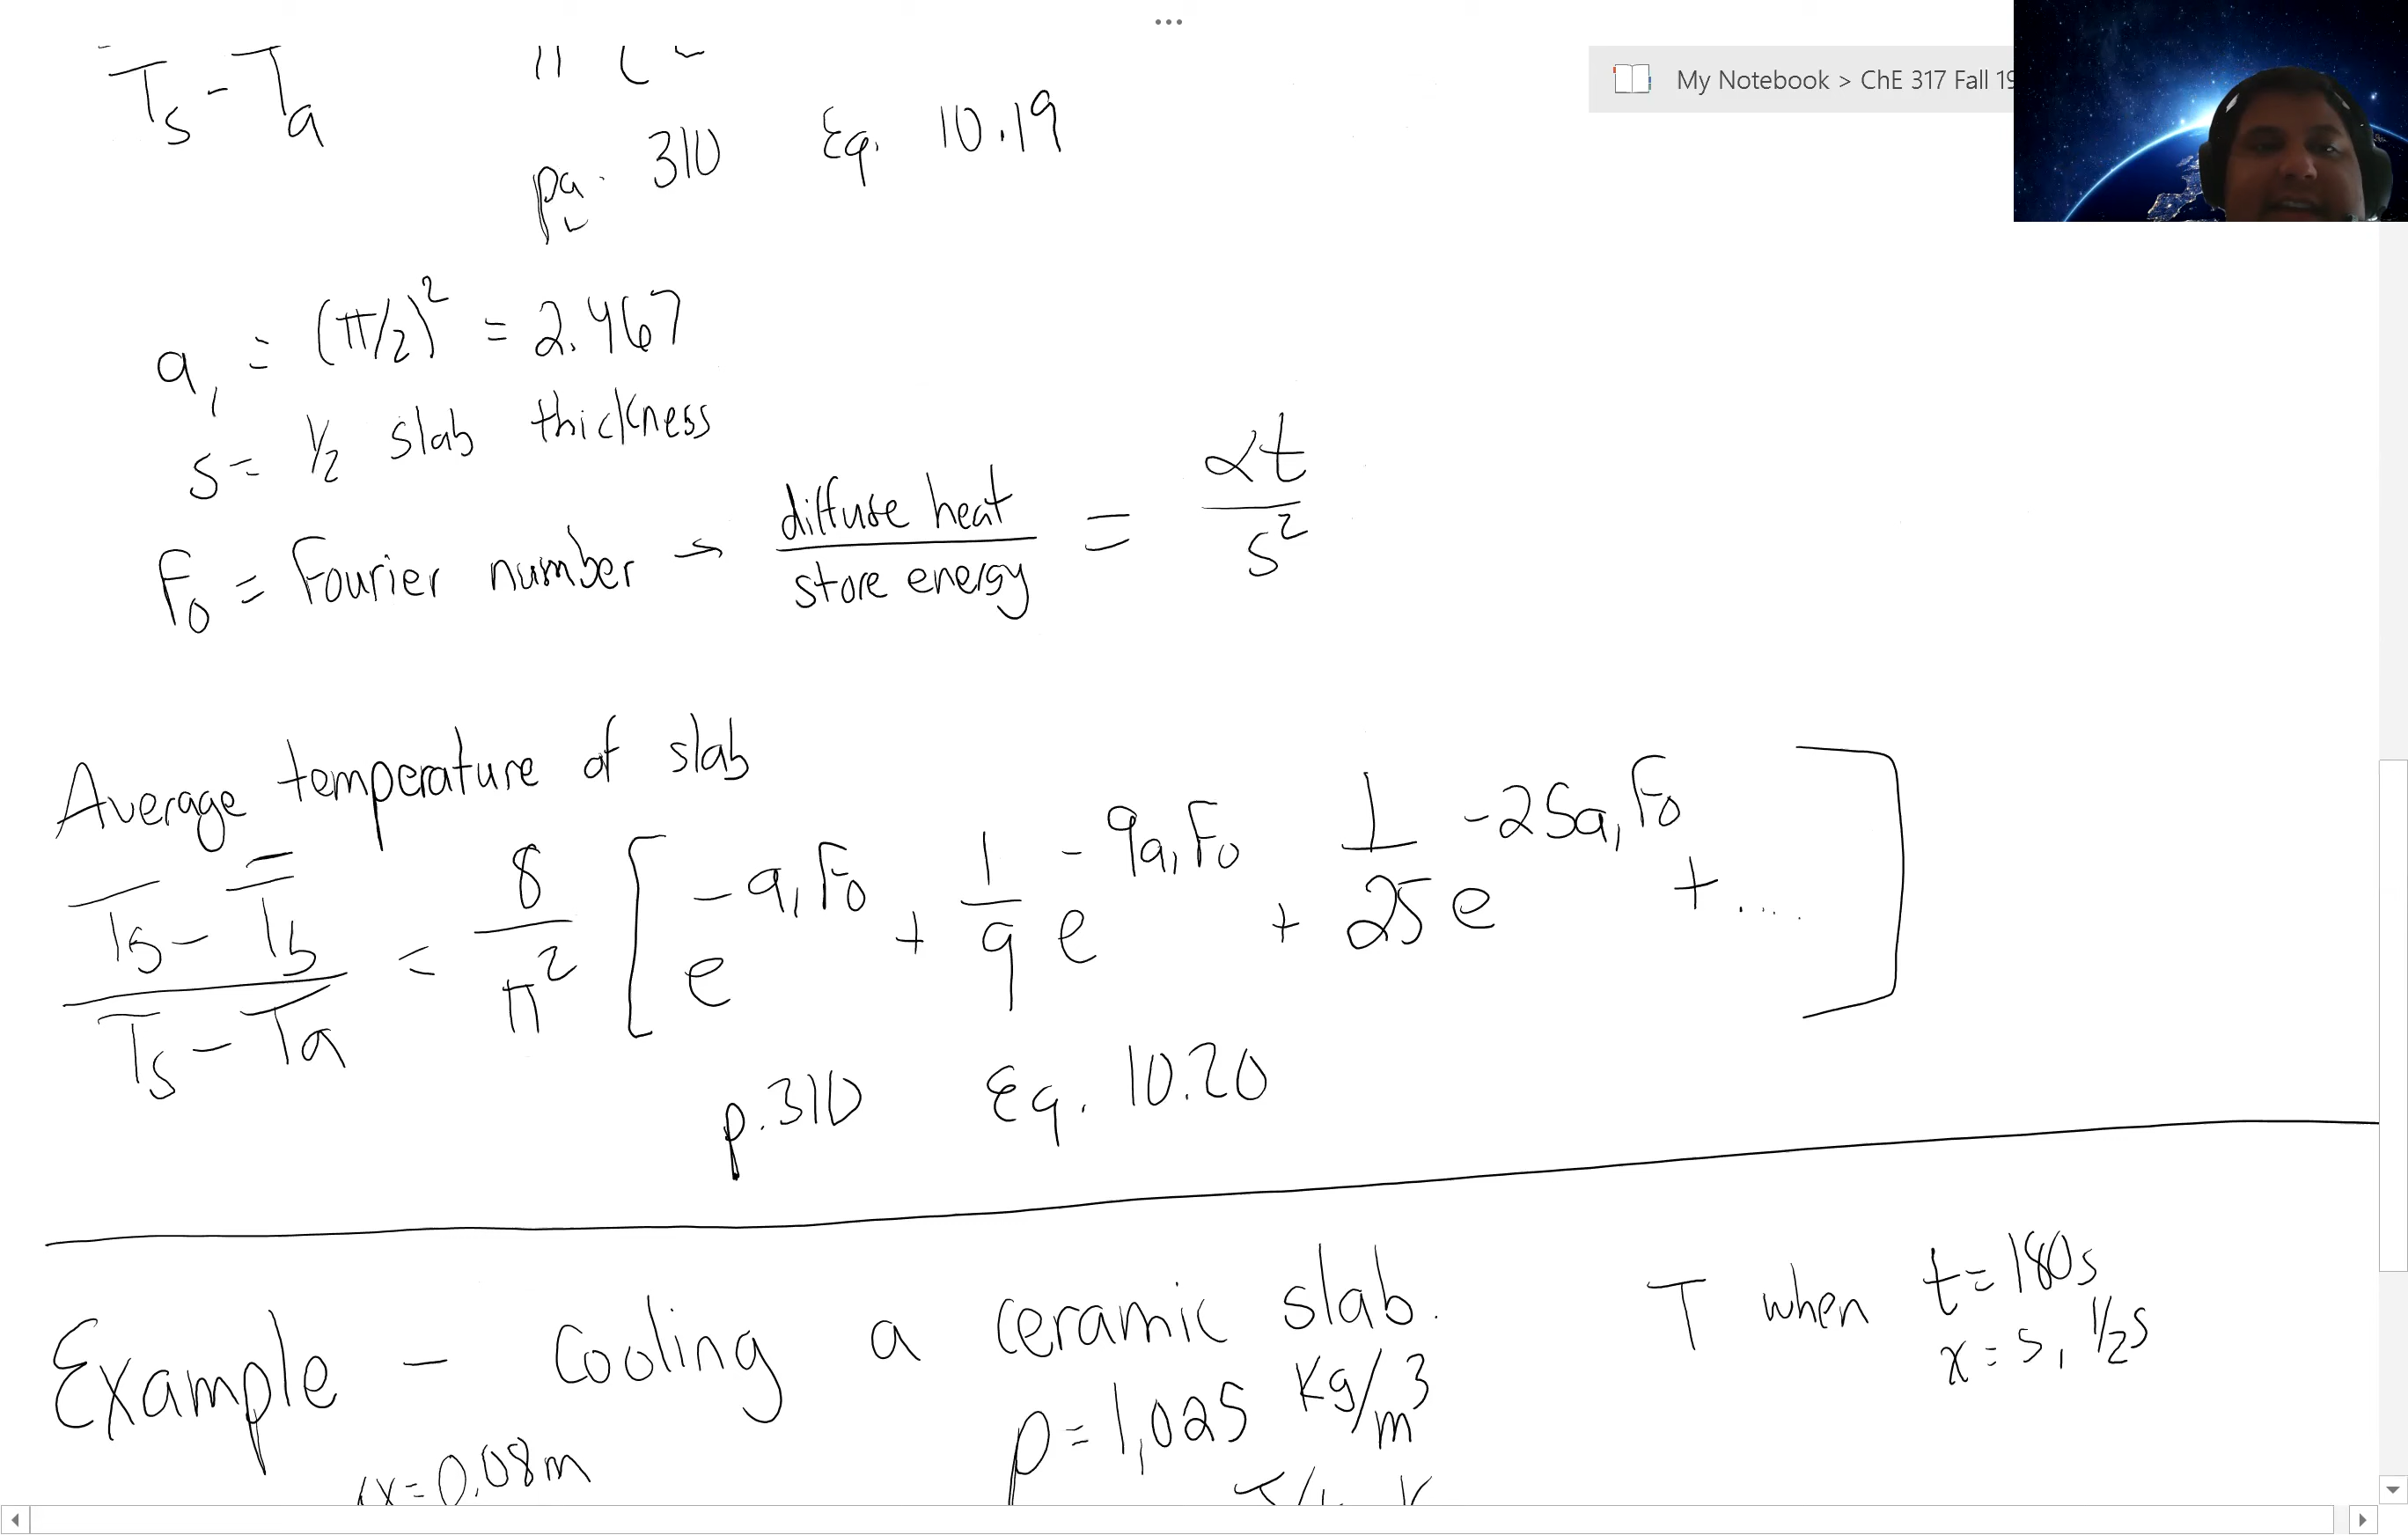 ...
My Notebook > ChE 317 Fall 19
Ts - Ta
pg. 310 Eq. 10.19
a₁ = (π/2)² = 2.467
s = 1/2 slab thickness
Fo = Fourier number → diffuse heat / store energy = αt / s²
Average temperature of slab
Ts - T̄b / Ts - Ta = 8/π² [ e^-a₁Fo + 1/9 e^-9a₁Fo + 1/25 e^-25a₁Fo + .... ]
p.310 Eq. 10.20
Example - Cooling a ceramic slab. T when t = 180s
x = s, 1/2s
ρ = 1,025 Kg/m³
x = 0.08m